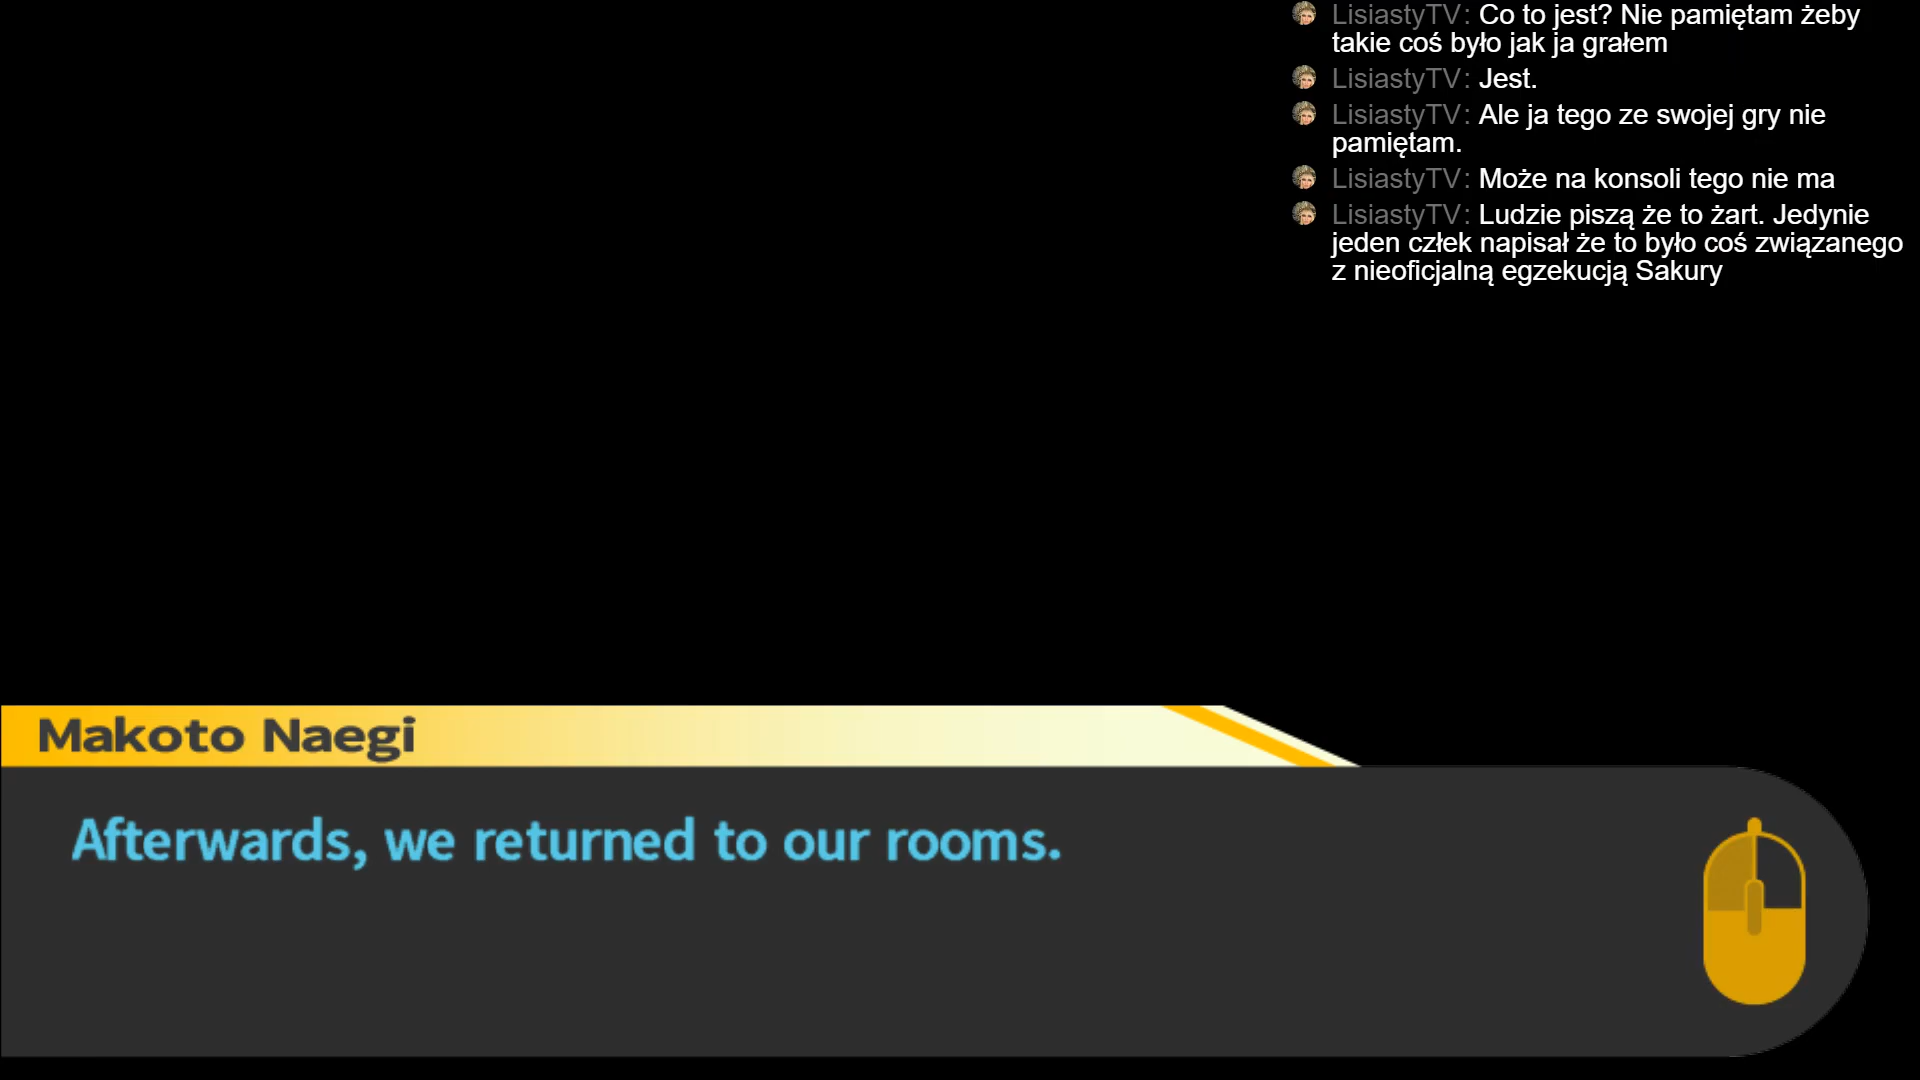 LisiastyTV: Co to jest? Nie pamiętam żeby
takie coś było jak ja grałem
LisiastyTV: Jest.
LisiastyTV: Ale ja tego ze swojej gry nie
pamiętam.
LisiastyTV: Może na konsoli tego nie ma
LisiastyTV: Ludzie piszą że to żart. Jedynie
jeden człek napisał że to było coś związanego
z nieoficjalną egzekucją Sakury
Makoto Naegi
Afterwards, we returned to our rooms.